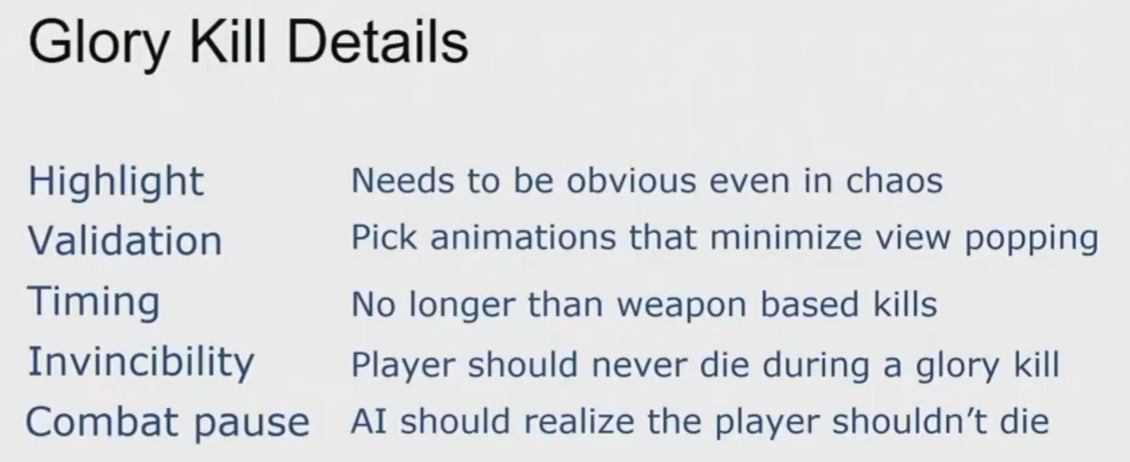 Glory Kill Details
Highlight Needs to be obvious even in chaos
Validation Pick animations that minimize view popping
Timing No longer than weapon based kills
Invincibility Player should never die during a glory kill
Combat pause AI should realize the player shouldn’t die